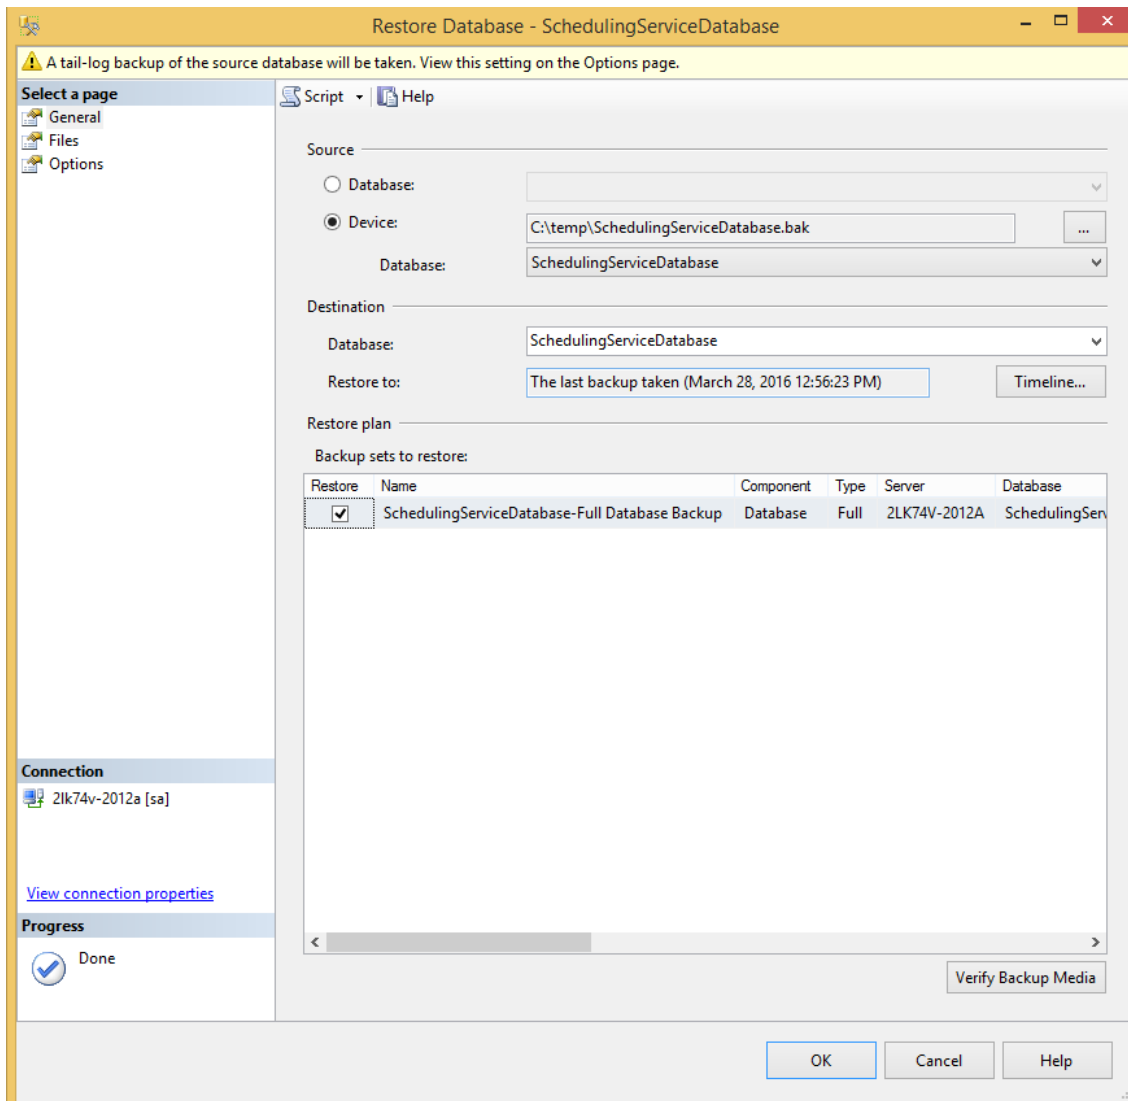 Restore Database - SchedulingServiceDatabase
A tail-log backup of the source database will be taken. View this setting on the Options page.
Select a page
General
Files
Options
Script Help
Source
Database:
Device: C:\temp\SchedulingServiceDatabase.bak ...
Database: SchedulingServiceDatabase
Destination
Database: SchedulingServiceDatabase
Restore to: The last backup taken (March 28, 2016 12:56:23 PM) Timeline...
Restore plan
Backup sets to restore:
Restore Name Component Type Server Database
SchedulingServiceDatabase-Full Database Backup Database Full 2LK74V-2012A SchedulingServ
Connection
2lk74v-2012a [sa]
View connection properties
Progress
Done
Verify Backup Media
OK Cancel Help